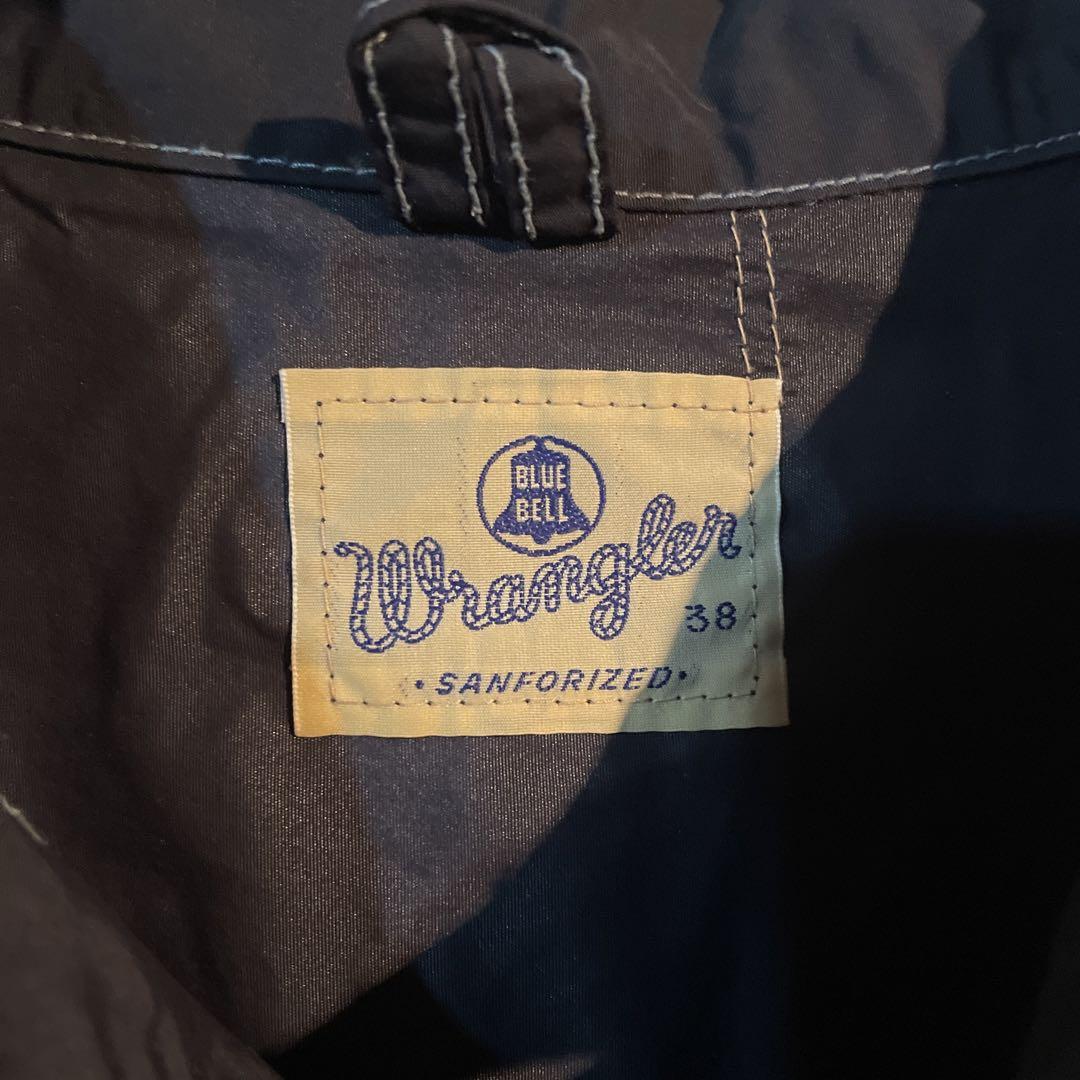 BLUE
BELL
Wrangler
38
• SANFORIZED •